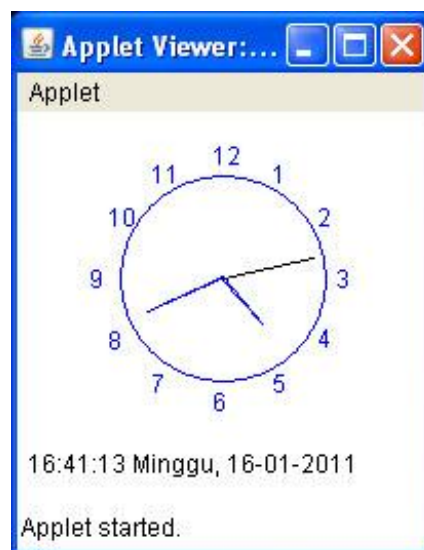 Applet Viewer:...
Applet
12
11 1
10 2
9 3
8 4
7 5
6
16:41:13 Minggu, 16-01-2011
Applet started.